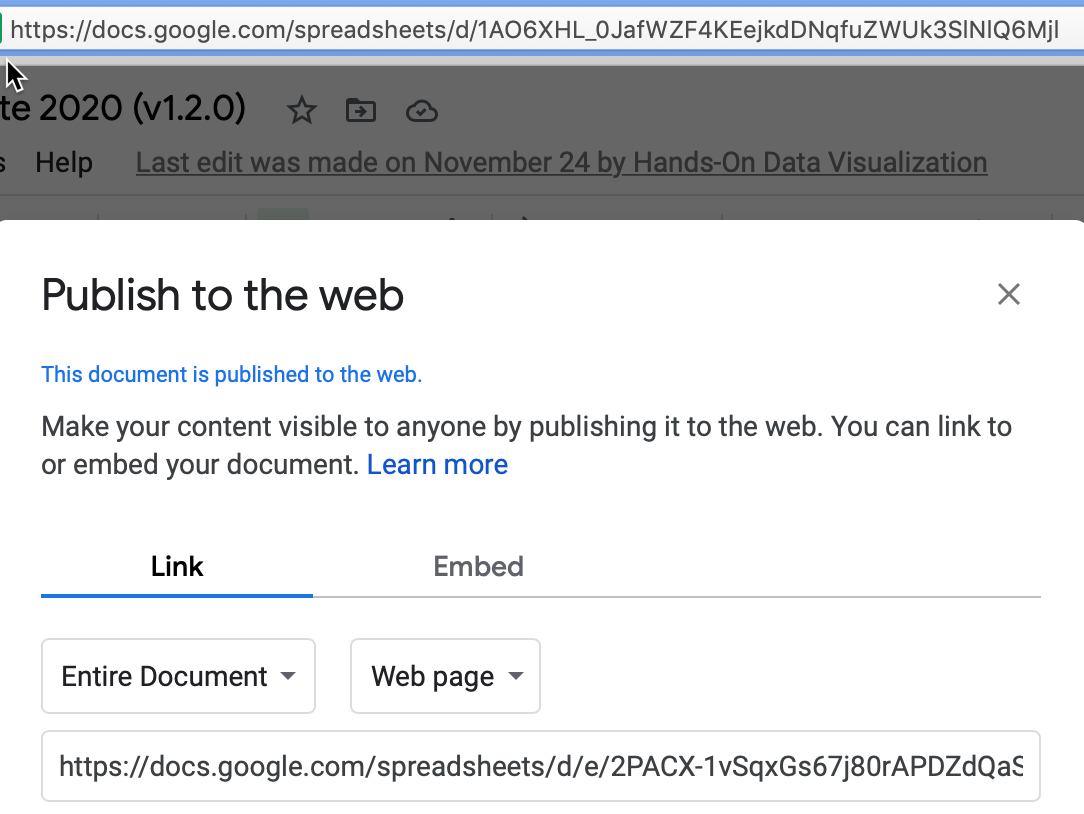 https://docs.google.com/spreadsheets/d/1AO6XHL_0JafWZF4KEejkdDNqfuZWUk3SlNlQ6Mjl
te 2020 (v1.2.0)
s Help Last edit was made on November 24 by Hands-On Data Visualization
Publish to the web
This document is published to the web.
Make your content visible to anyone by publishing it to the web. You can link to
or embed your document. Learn more
Link Embed
Entire Document Web page
https://docs.google.com/spreadsheets/d/e/2PACX-1vSqxGs67j80rAPDZdQaS